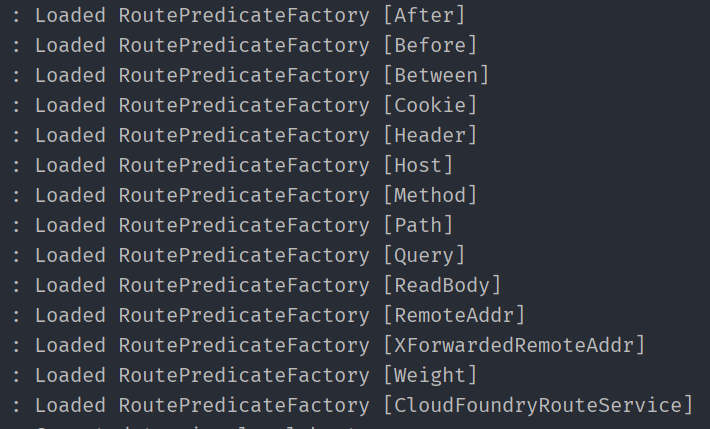 : Loaded RoutePredicateFactory [After]
: Loaded RoutePredicateFactory [Before]
: Loaded RoutePredicateFactory [Between]
: Loaded RoutePredicateFactory [Cookie]
: Loaded RoutePredicateFactory [Header]
: Loaded RoutePredicateFactory [Host]
: Loaded RoutePredicateFactory [Method]
: Loaded RoutePredicateFactory [Path]
: Loaded RoutePredicateFactory [Query]
: Loaded RoutePredicateFactory [ReadBody]
: Loaded RoutePredicateFactory [RemoteAddr]
: Loaded RoutePredicateFactory [XForwardedRemoteAddr]
: Loaded RoutePredicateFactory [Weight]
: Loaded RoutePredicateFactory [CloudFoundryRouteService]